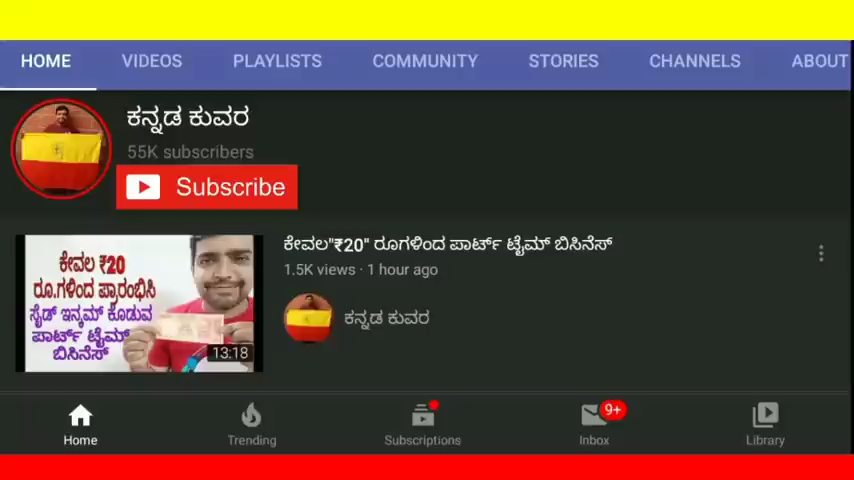 HOME VIDEOS PLAYLISTS COMMUNITY STORIES CHANNELS ABOUT
ಕನ್ನಡ ಕುವರ
55K subscribers
Subscribe
ಕೇವಲ"₹20" ರೂಗಳಿಂದ ಪಾರ್ಟ್ ಟೈಮ್ ಬಿಸಿನೆಸ್
1.5K views · 1 hour ago
ಕನ್ನಡ ಕುವರ
ಕೇವಲ ₹20
ರೂ.ಗಳಿಂದ ಪ್ರಾರಂಭಿಸಿ
ಸೈಡ್ ಇನ್ಕಮ್ ಕೊಡುವ
ಪಾರ್ಟ್ ಟೈಮ್
ಬಿಸಿನೆಸ್
13:18
9+
Home Trending Subscriptions Inbox Library